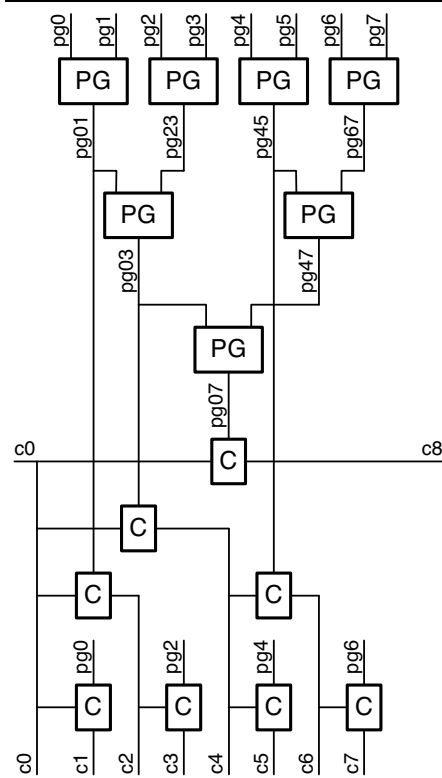 pg0 pg1 pg2 pg3 pg4 pg5 pg6 pg7
PG PG PG PG
pg01 pg23 pg45 pg67
PG PG
pg03 pg47
PG
pg07
c0 C c8
C
C C
pg0 pg2 pg4 pg6
C C C C
c0 c1 c2 c3 c4 c5 c6 c7